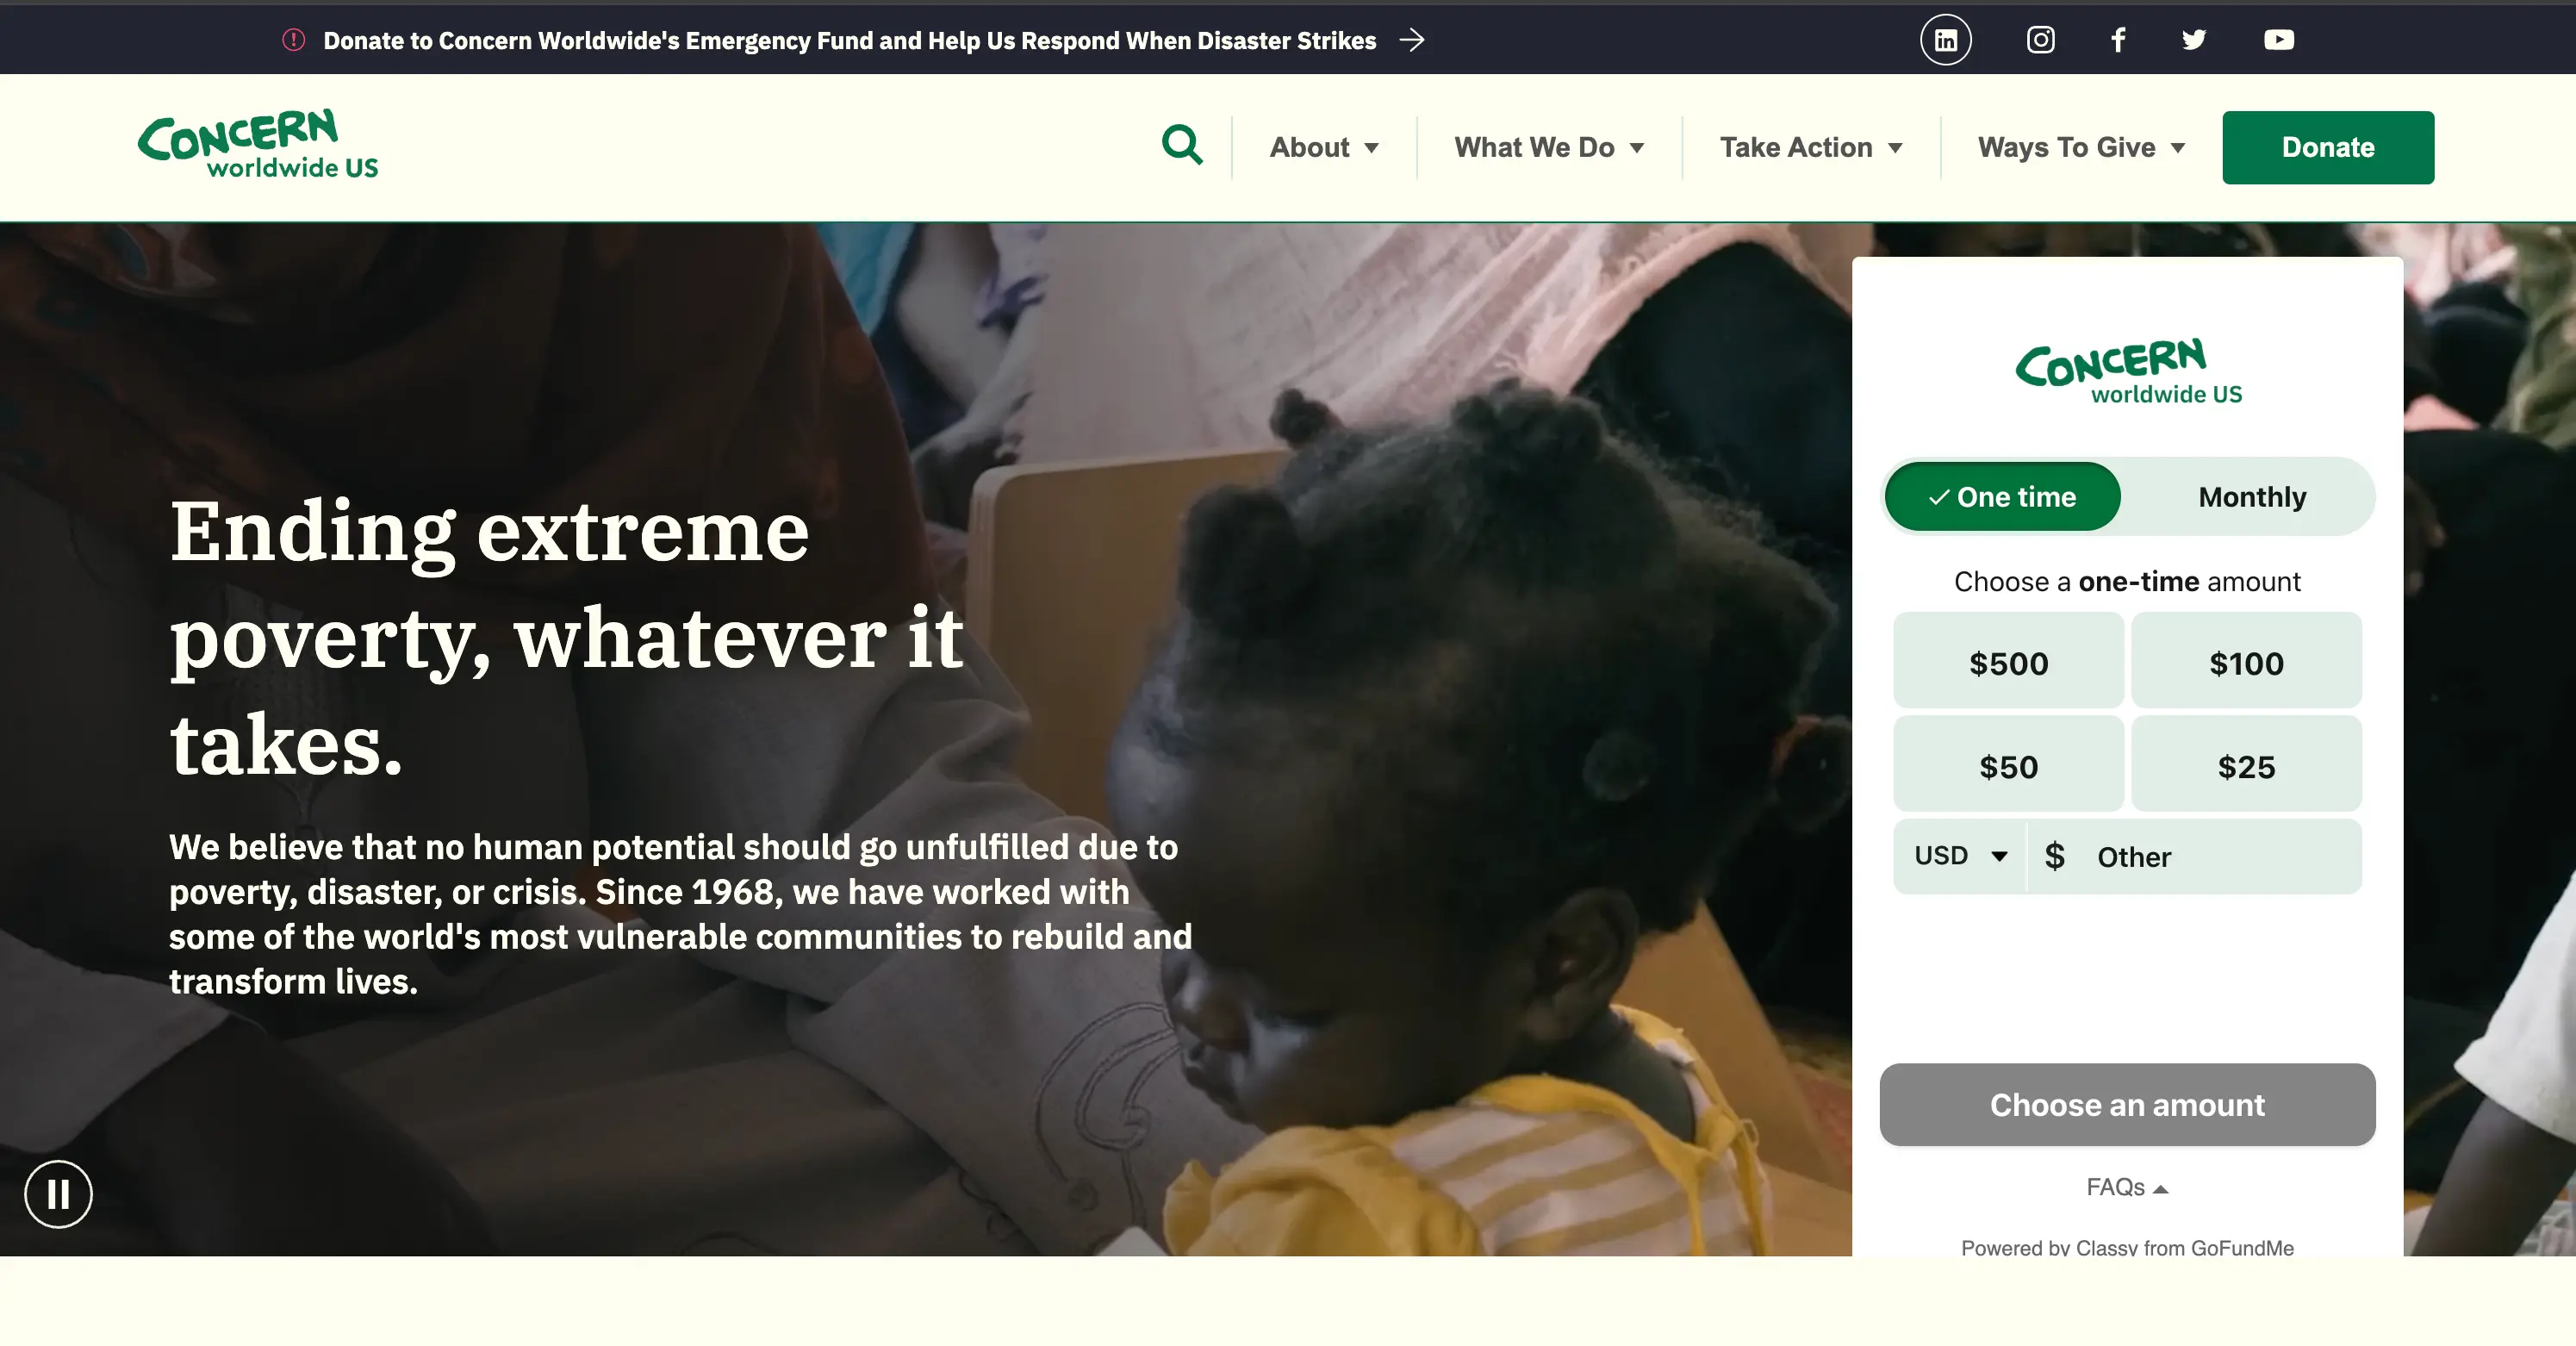 Donate to Concern Worldwide's Emergency Fund and Help Us Respond When Disaster Strikes
CONCERN
worldwide US
About
What We Do
Take Action
Ways To Give
Donate
Ending extreme
poverty, whatever it
takes.
We believe that no human potential should go unfulfilled due to
poverty, disaster, or crisis. Since 1968, we have worked with
some of the world's most vulnerable communities to rebuild and
transform lives.
CONCERN
worldwide US
One time
Monthly
Choose a one-time amount
$500
$100
$50
$25
USD
$ Other
Choose an amount
FAQs
Powered by Classy from GoFundMe